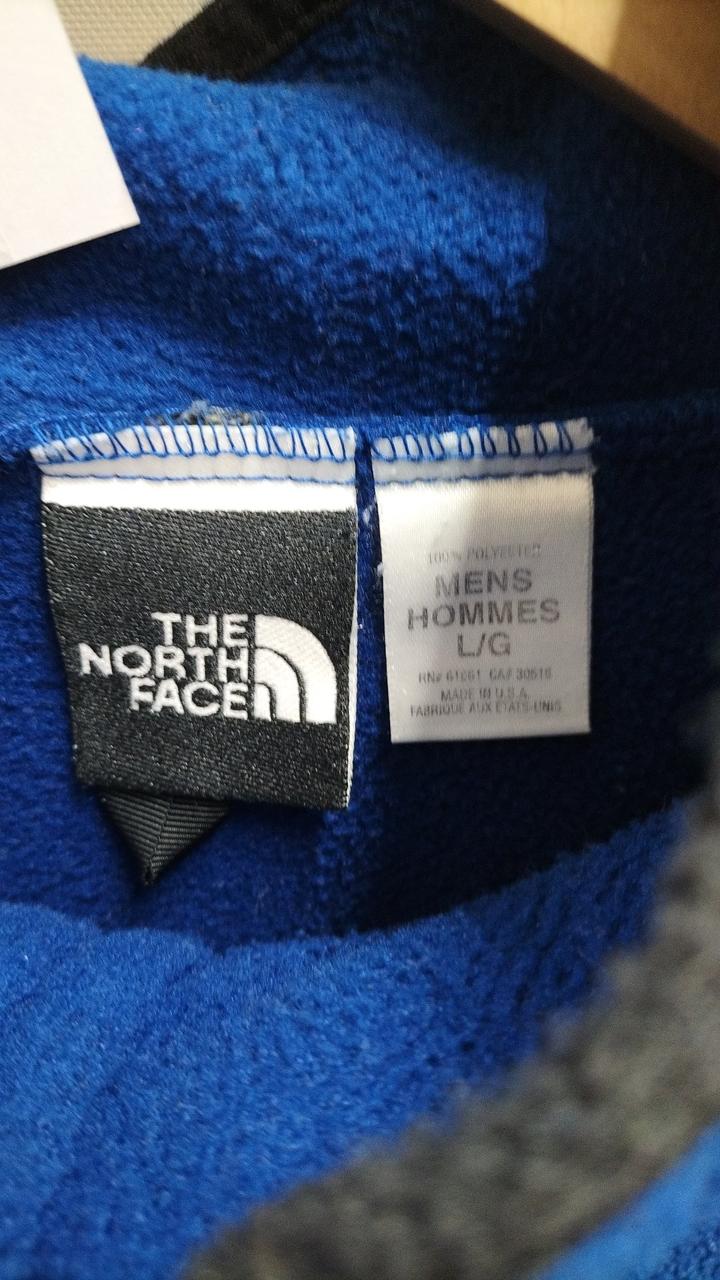 THE
NORTH
FACE
100% POLYESTER
MENS
HOMMES
L/G
RN# 61661 CA# 30516
MADE IN U.S.A.
FABRIQUE AUX ETATS-UNIS